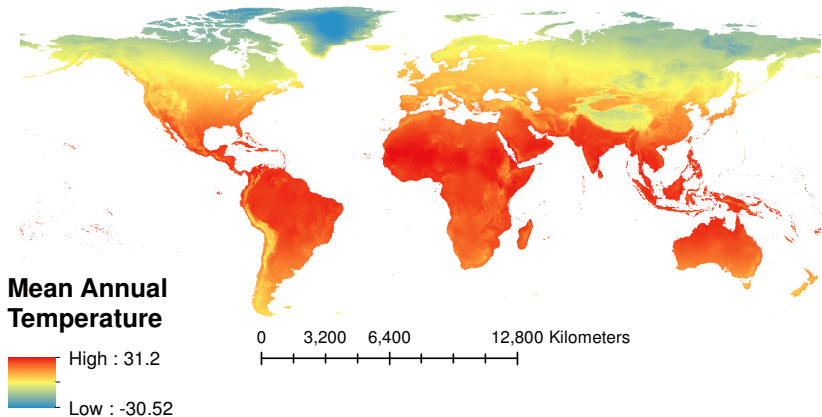 Mean Annual
Temperature
High : 31.2
Low : -30.52
0 3,200 6,400 12,800 Kilometers